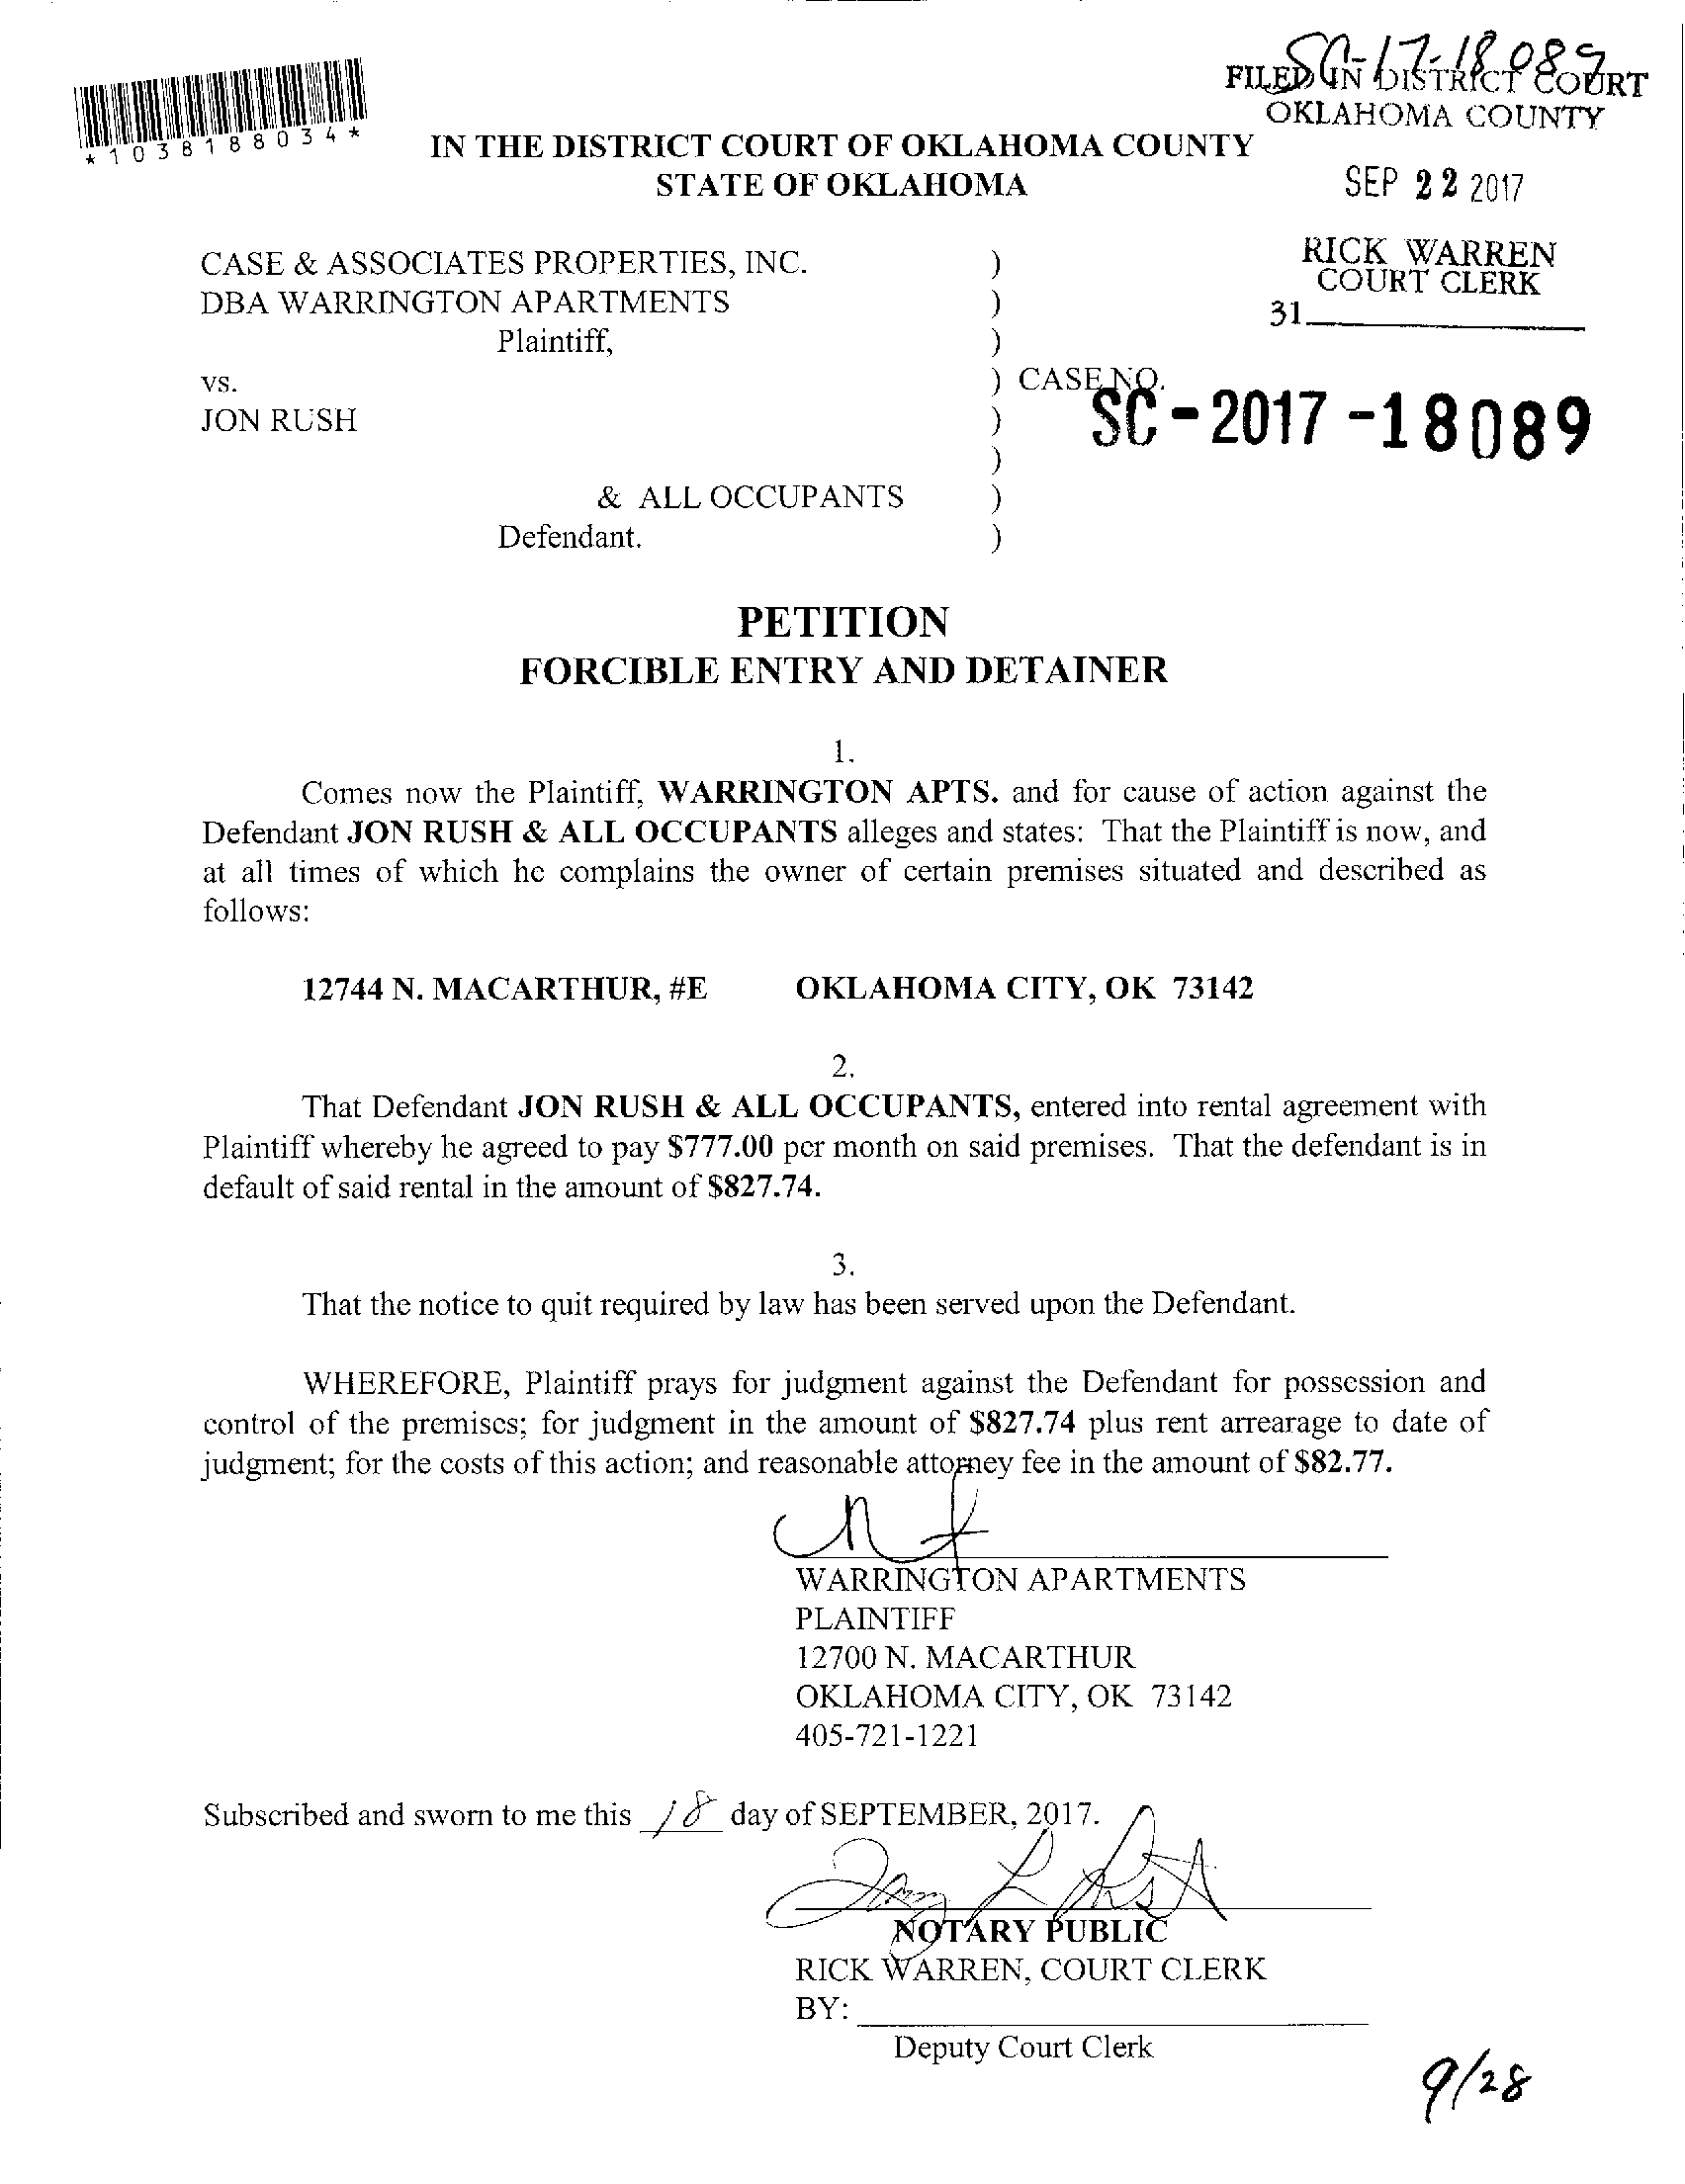 SC-17-18089
FILED IN DISTRICT COURT
OKLAHOMA COUNTY
*1038188034*
IN THE DISTRICT COURT OF OKLAHOMA COUNTY
STATE OF OKLAHOMA
SEP 22 2017
CASE & ASSOCIATES PROPERTIES, INC. )
RICK WARREN
COURT CLERK
DBA WARRINGTON APARTMENTS )
31
Plaintiff, )
vs. ) CASE NO.
SC-2017-18089
JON RUSH )
)
& ALL OCCUPANTS )
Defendant. )
PETITION
FORCIBLE ENTRY AND DETAINER
1.
Comes now the Plaintiff, WARRINGTON APTS. and for cause of action against the
Defendant JON RUSH & ALL OCCUPANTS alleges and states: That the Plaintiff is now, and
at all times of which he complains the owner of certain premises situated and described as
follows:
12744 N. MACARTHUR, #E OKLAHOMA CITY, OK 73142
2.
That Defendant JON RUSH & ALL OCCUPANTS, entered into rental agreement with
Plaintiff whereby he agreed to pay $777.00 per month on said premises. That the defendant is in
default of said rental in the amount of $827.74.
3.
That the notice to quit required by law has been served upon the Defendant.
WHEREFORE, Plaintiff prays for judgment against the Defendant for possession and
control of the premises; for judgment in the amount of $827.74 plus rent arrearage to date of
judgment; for the costs of this action; and reasonable attorney fee in the amount of $82.77.
WARRINGTON APARTMENTS
PLAINTIFF
12700 N. MACARTHUR
OKLAHOMA CITY, OK 73142
405-721-1221
Subscribed and sworn to me this 18 day of SEPTEMBER, 2017.
NOTARY PUBLIC
RICK WARREN, COURT CLERK
BY:
Deputy Court Clerk
9/28